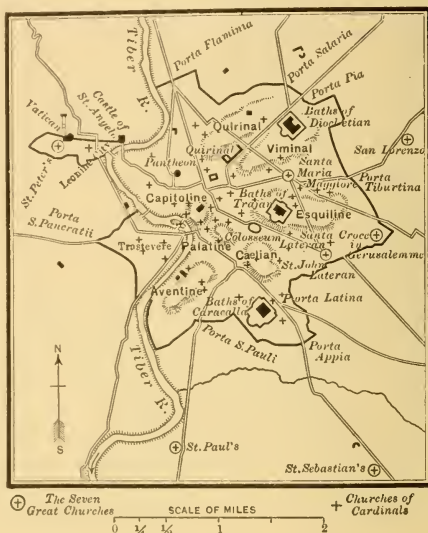 Tiber
R.
Porta Flaminia
Porta Salaria
Porta Pia
Vatican
Castle of
St. Angelo
Baths of
Diocletian
Quirinal
Quirinal
Viminal
San Lorenzo
St. Peter's
Leonine
Pantheon
Santa
Maria
Maggiore
Porta
Tiburtina
Capitoline
Baths of
Trajan
Esquiline
Porta
S. Pancratii
Trastevere
Palatine
Colosseum
Lateran
Santa Croce
in
Gerusalemme
Caelian
St. John
Lateran
Aventine
Baths of
Caracalla
Porta Latina
Porta S. Pauli
Porta
Appia
N
S
Tiber
R.
St. Paul's
St. Sebastian's
The Seven
Great Churches
SCALE OF MILES
0 ¼ ½ 1 2
Churches of
Cardinals